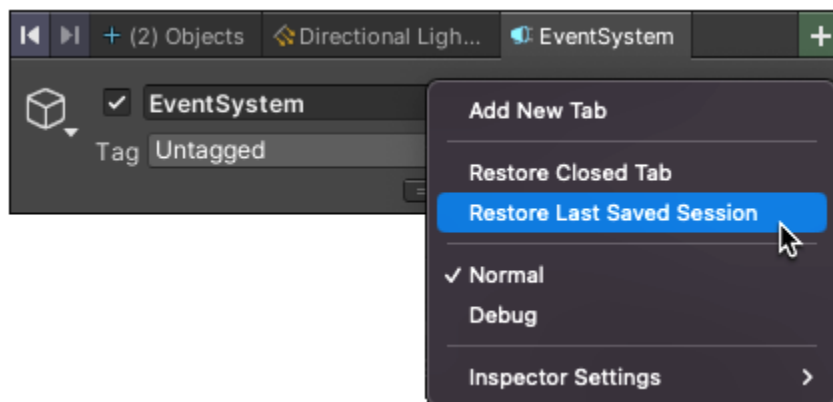 + (2) Objects Directional Ligh... EventSystem +
✓ EventSystem
Tag Untagged
Add New Tab
Restore Closed Tab
Restore Last Saved Session
✓ Normal
Debug
Inspector Settings >